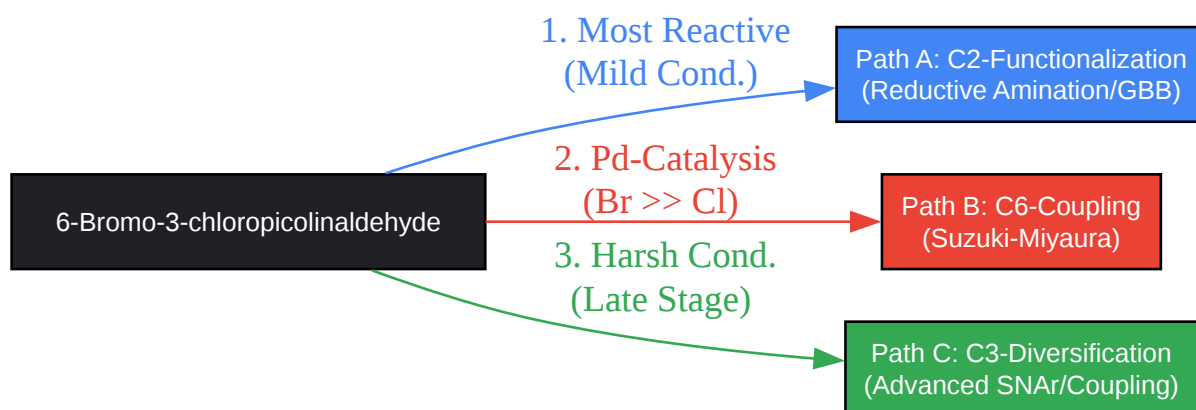 1. Most Reactive
(Mild Cond.)
Path A: C2-Functionalization
(Reductive Amination/GBB)
6-Bromo-3-chloropicolinaldehyde
2. Pd-Catalysis
(Br >> Cl)
Path B: C6-Coupling
(Suzuki-Miyaura)
3. Harsh Cond.
(Late Stage)
Path C: C3-Diversification
(Advanced SNAr/Coupling)